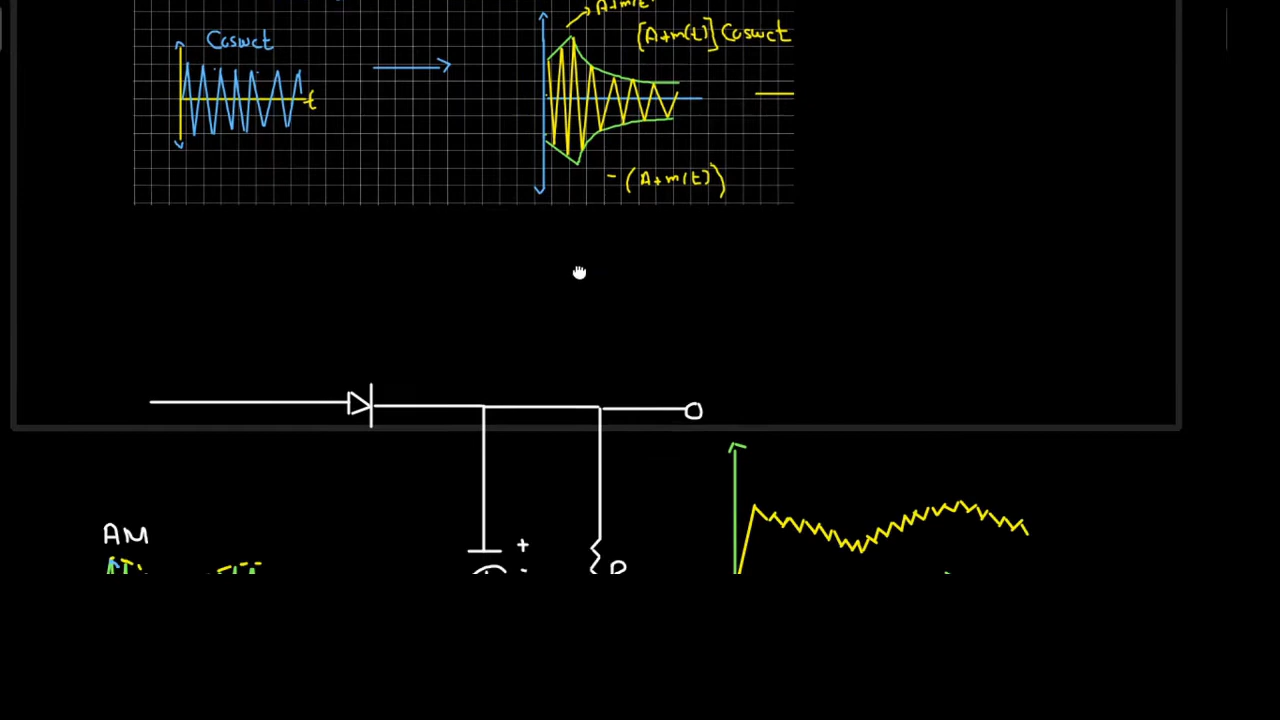 A+m(t
Coswct
[A+m(t)] Coswct
t
-(A+m(t))
AM
+
R